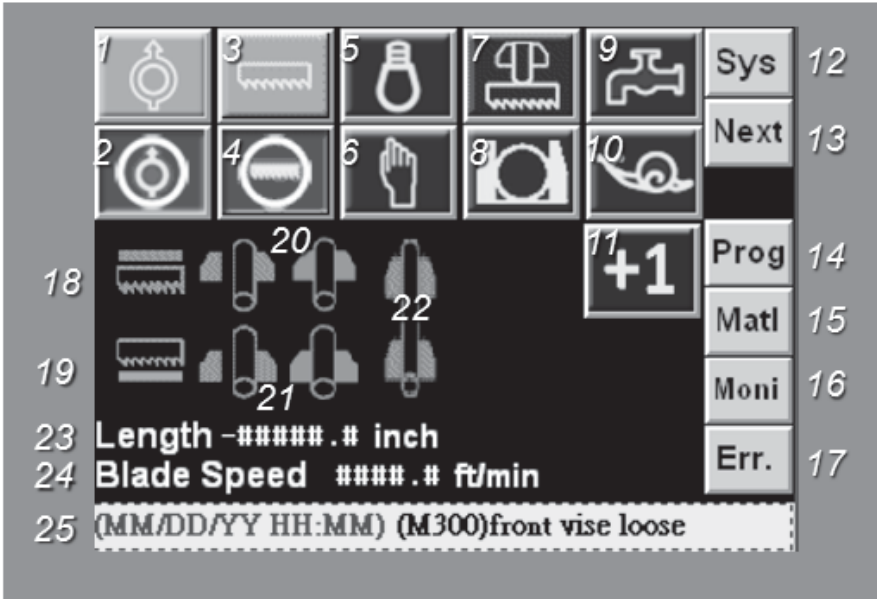 1 3 5 7 9 Sys 12
Next 13
2 4 6 8 10
11 +1 Prog 14
18 20 22
Matl 15
19 21 Moni 16
23 Length -#####.# inch
24 Blade Speed ####.# ft/min Err. 17
25 (MM/DD/YY HH:MM) (M300)front vise loose